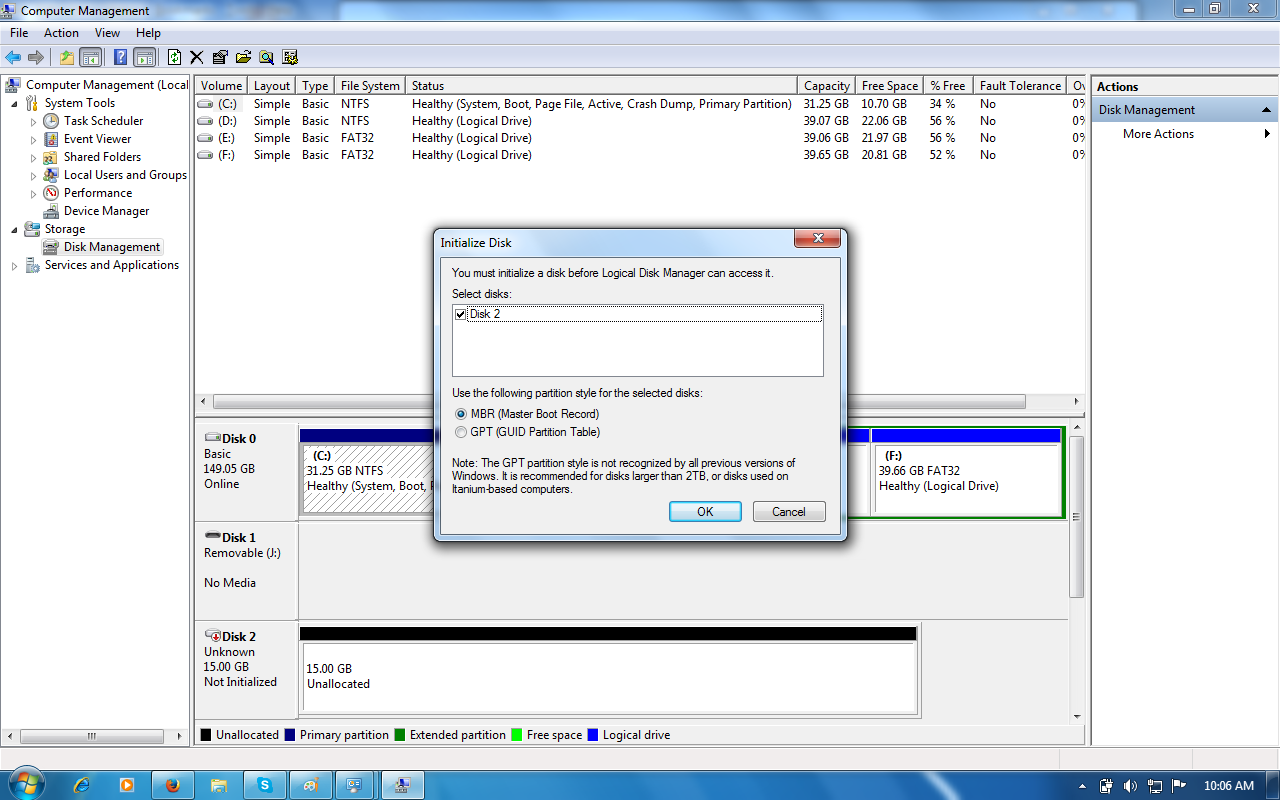 Computer Management
File Action View Help
Computer Management (Local
System Tools
Task Scheduler
Event Viewer
Shared Folders
Local Users and Groups
Performance
Device Manager
Storage
Disk Management
Services and Applications
Volume Layout Type File System Status Capacity Free Space % Free Fault Tolerance Ov
(C:) Simple Basic NTFS Healthy (System, Boot, Page File, Active, Crash Dump, Primary Partition) 31.25 GB 10.70 GB 34 % No 0%
(D:) Simple Basic NTFS Healthy (Logical Drive) 39.07 GB 22.06 GB 56 % No 0%
(E:) Simple Basic FAT32 Healthy (Logical Drive) 39.06 GB 21.97 GB 56 % No 0%
(F:) Simple Basic FAT32 Healthy (Logical Drive) 39.65 GB 20.81 GB 52 % No 0%
Actions
Disk Management
More Actions
Initialize Disk
You must initialize a disk before Logical Disk Manager can access it.
Select disks:
Disk 2
Use the following partition style for the selected disks:
MBR (Master Boot Record)
GPT (GUID Partition Table)
Note: The GPT partition style is not recognized by all previous versions of
Windows. It is recommended for disks larger than 2TB, or disks used on
Itanium-based computers.
OK Cancel
Disk 0
Basic
149.05 GB
Online
(C:)
31.25 GB NTFS
Healthy (System, Boot,
(F:)
39.66 GB FAT32
Healthy (Logical Drive)
Disk 1
Removable (J:)
No Media
Disk 2
Unknown
15.00 GB
Not Initialized
15.00 GB
Unallocated
Unallocated Primary partition Extended partition Free space Logical drive
10:06 AM